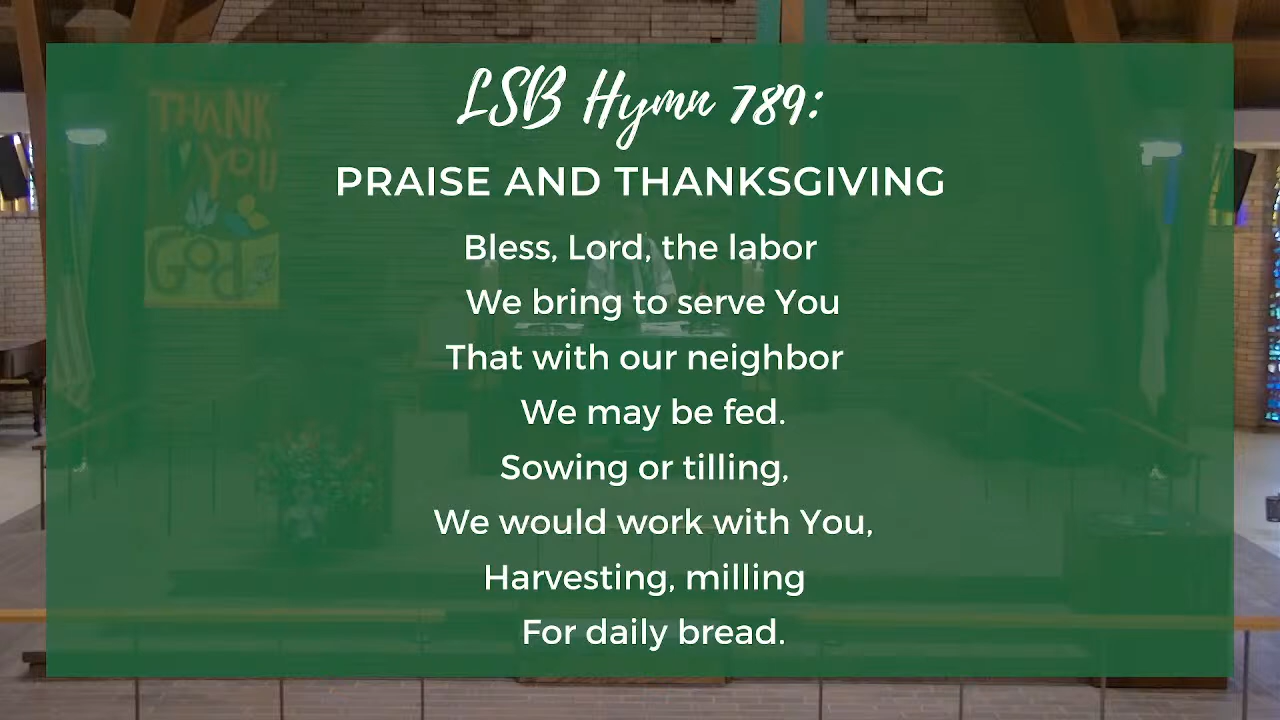 LSB Hymn 789:
PRAISE AND THANKSGIVING
Bless, Lord, the labor
We bring to serve You
That with our neighbor
We may be fed.
Sowing or tilling,
We would work with You,
Harvesting, milling
For daily bread.
THANK
YOU
GOD